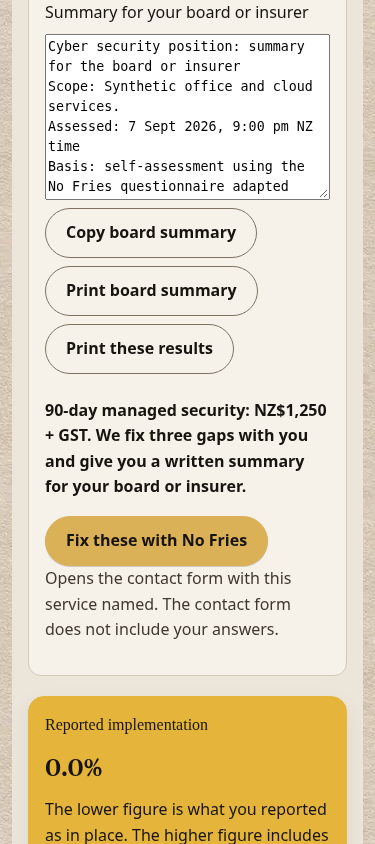 Summary for your board or insurer
Cyber security position: summary
for the board or insurer
Scope: Synthetic office and cloud
services.
Assessed: 7 Sept 2026, 9:00 pm NZ
time
Basis: self-assessment using the
No Fries questionnaire adapted
Copy board summary
Print board summary
Print these results
90-day managed security: NZ$1,250
+ GST. We fix three gaps with you
and give you a written summary
for your board or insurer.
Fix these with No Fries
Opens the contact form with this
service named. The contact form
does not include your answers.
Reported implementation
0.0%
The lower figure is what you reported
as in place. The higher figure includes